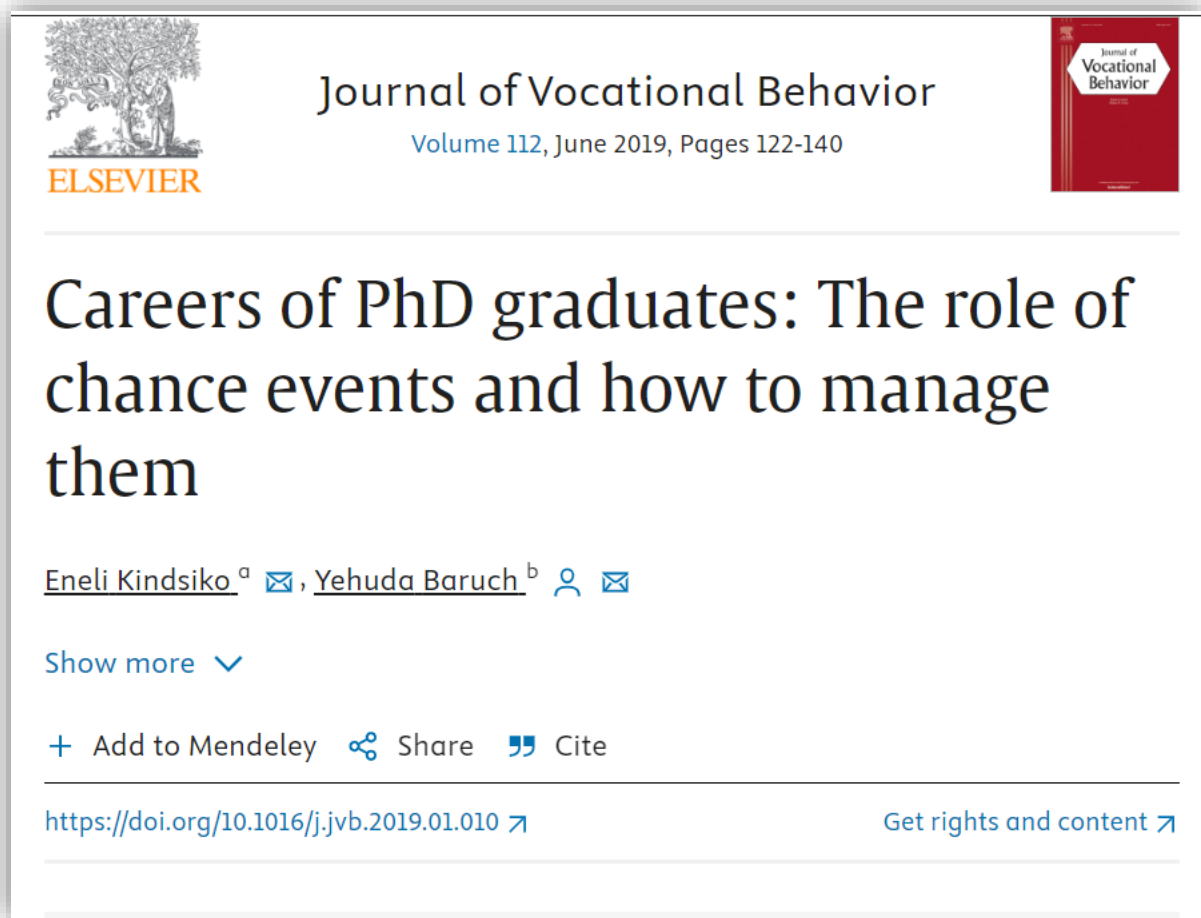 ELSEVIER
Journal of Vocational Behavior
Volume 112, June 2019, Pages 122-140
Journal of
Vocational
Behavior
Careers of PhD graduates: The role of
chance events and how to manage
them
Eneli Kindsiko a , Yehuda Baruch b
Show more
+ Add to Mendeley Share Cite
https://doi.org/10.1016/j.jvb.2019.01.010
Get rights and content